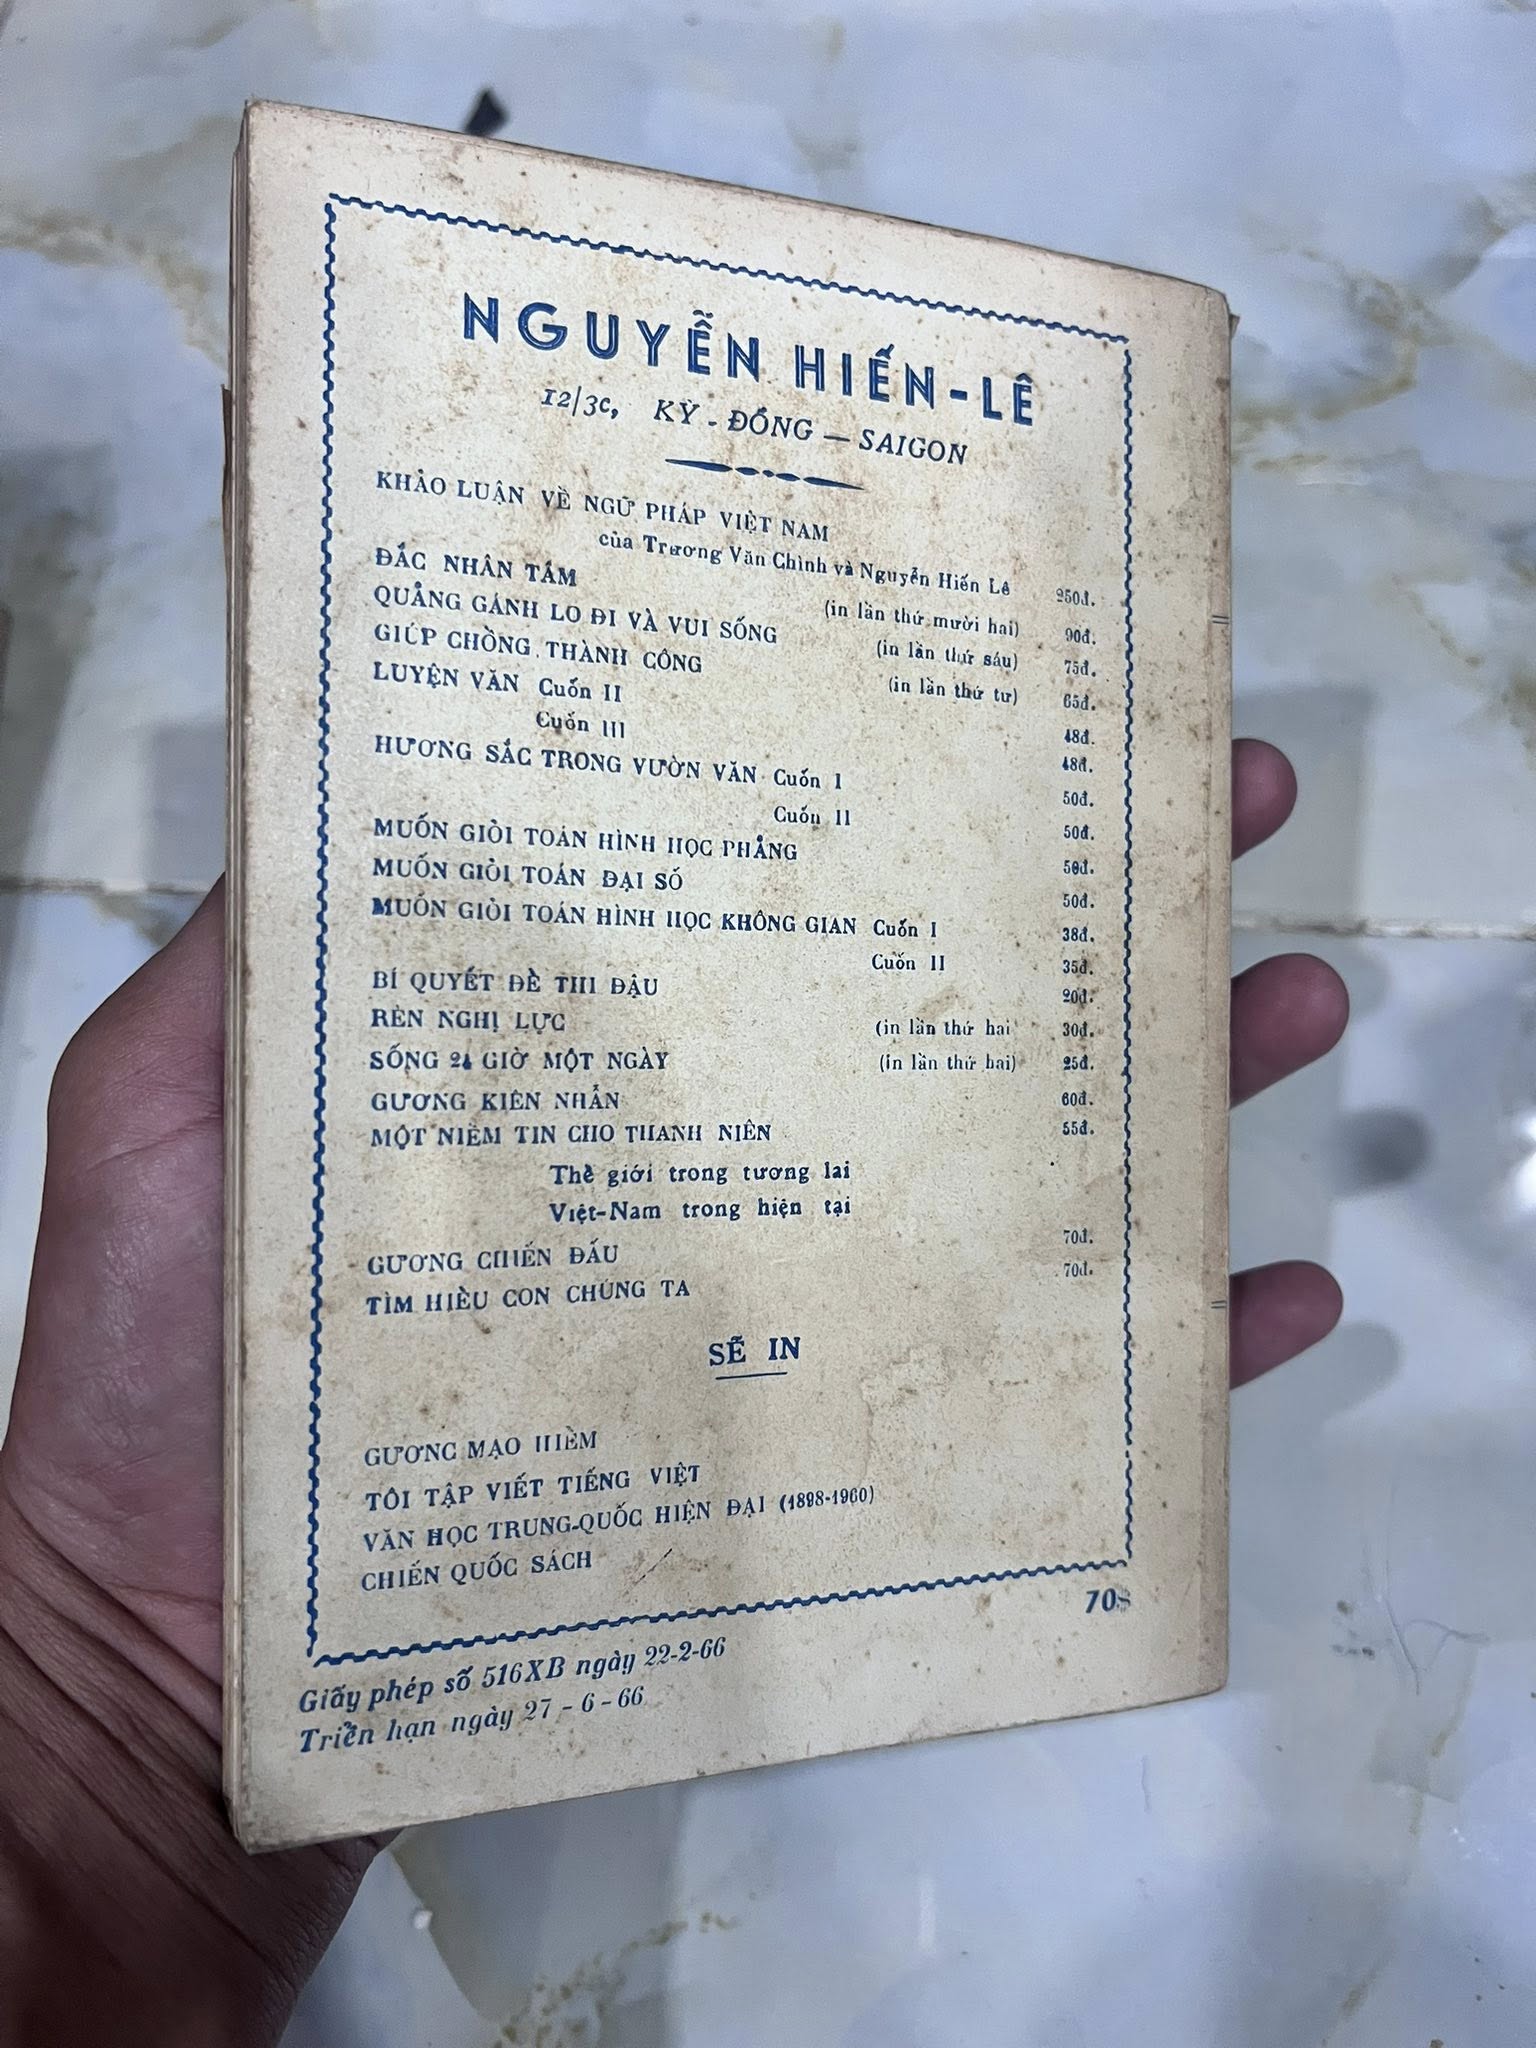 NGUYỄN HIẾN-LÊ
12/3c, KỲ-ĐỒNG — SAIGON
KHẢO LUẬN VỀ NGỮ PHÁP VIỆT NAM
của Trương Văn Chình và Nguyễn Hiến Lê 250đ.
ĐẮC NHÂN TÂM (in lần thứ mười hai) 90đ.
QUẲNG GÁNH LO ĐI VÀ VUI SỐNG (in lần thứ sáu) 75đ.
GIÚP CHỒNG THÀNH CÔNG (in lần thứ tư) 65đ.
LUYỆN VĂN Cuốn II 48đ.
Cuốn III 48đ.
HƯƠNG SẮC TRONG VƯỜN VĂN Cuốn I 50đ.
Cuốn II 50đ.
MUỐN GIỎI TOÁN HÌNH HỌC PHẲNG 50đ.
MUỐN GIỎI TOÁN ĐẠI SỐ 50đ.
MUỐN GIỎI TOÁN HÌNH HỌC KHÔNG GIAN Cuốn I 38đ.
Cuốn II 35đ.
BÍ QUYẾT ĐỂ THI ĐẬU 20đ.
RÈN NGHỊ LỰC (in lần thứ hai 30đ.
SỐNG 24 GIỜ MỘT NGÀY (in lần thứ hai) 25đ.
GƯƠNG KIÊN NHẪN 60đ.
MỘT NIỀM TIN CHO THANH NIÊN 55đ.
Thế giới trong tương lai
Việt-Nam trong hiện tại
GƯƠNG CHIẾN ĐẤU 70đ.
TÌM HIỂU CON CHÚNG TA 70đ.
SẼ IN
GƯƠNG MẠO HIỂM
TÔI TẬP VIẾT TIẾNG VIỆT
VĂN HỌC TRUNG-QUỐC HIỆN ĐẠI (1898-1960)
CHIẾN QUỐC SÁCH
70$
Giấy phép số 516XB ngày 22-2-66
Triển hạn ngày 27-6-66